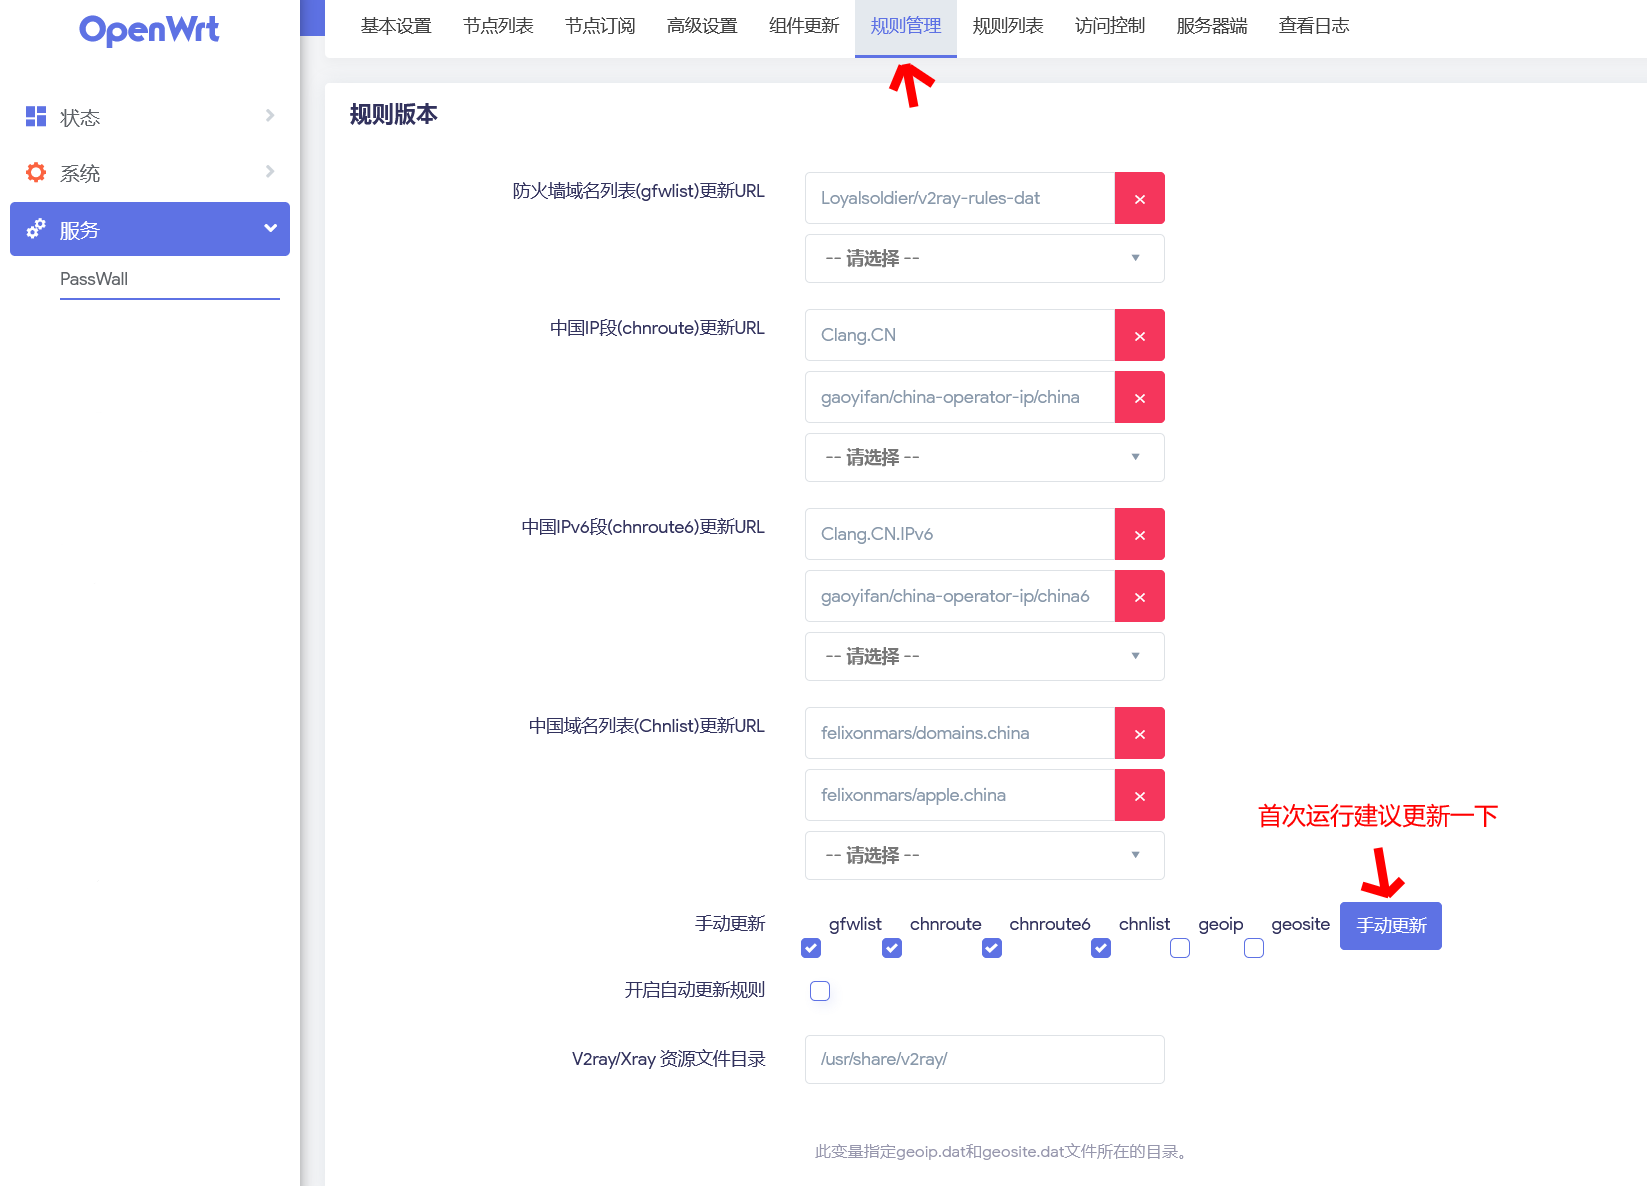 OpenWrt
状态
系统
服务
PassWall
基本设置 节点列表 节点订阅 高级设置 组件更新 规则管理 规则列表 访问控制 服务器端 查看日志
规则版本
防火墙域名列表(gfwlist)更新URL
Loyalsoldier/v2ray-rules-dat ×
-- 请选择 --
中国IP段(chnroute)更新URL
Clang.CN ×
gaoyifan/china-operator-ip/china ×
-- 请选择 --
中国IPv6段(chnroute6)更新URL
Clang.CN.IPv6 ×
gaoyifan/china-operator-ip/china6 ×
-- 请选择 --
中国域名列表(Chnlist)更新URL
felixonmars/domains.china ×
felixonmars/apple.china ×
-- 请选择 --
首次运行建议更新一下
手动更新 gfwlist chnroute chnroute6 chnlist geoip geosite 手动更新
开启自动更新规则
V2ray/Xray 资源文件目录 /usr/share/v2ray/
此变量指定geoip.dat和geosite.dat文件所在的目录。